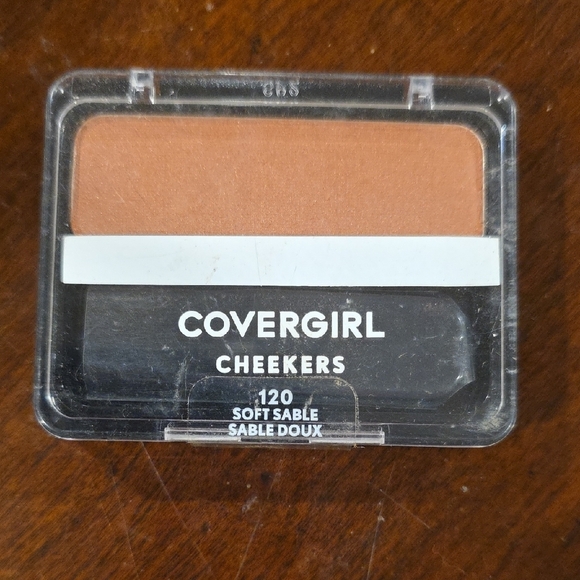 COVERGIRL
CHEEKERS
120
SOFT SABLE
SABLE DOUX